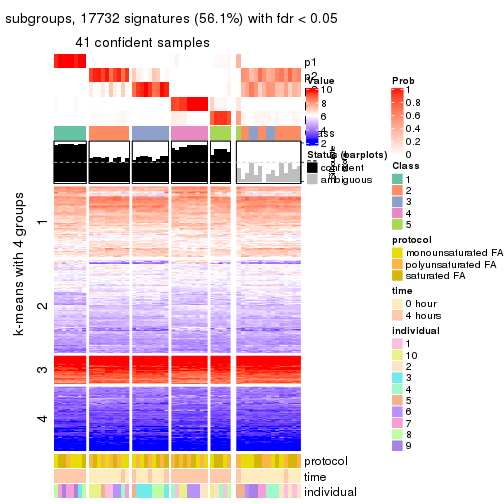 subgroups, 17732 signatures (56.1%) with fdr < 0.05
41 confident samples
p1
p2
Value
10
8
6
4
2
Status (barplots)
confident
ambiguous
Prob
1
0.8
0.6
0.4
0.2
0
Class
1
2
3
4
5
protocol
monounsaturated FA
polyunsaturated FA
saturated FA
time
0 hour
4 hours
individual
1
10
2
3
4
5
6
7
8
9
k-means with 4 groups
1
2
3
4
protocol
time
individual